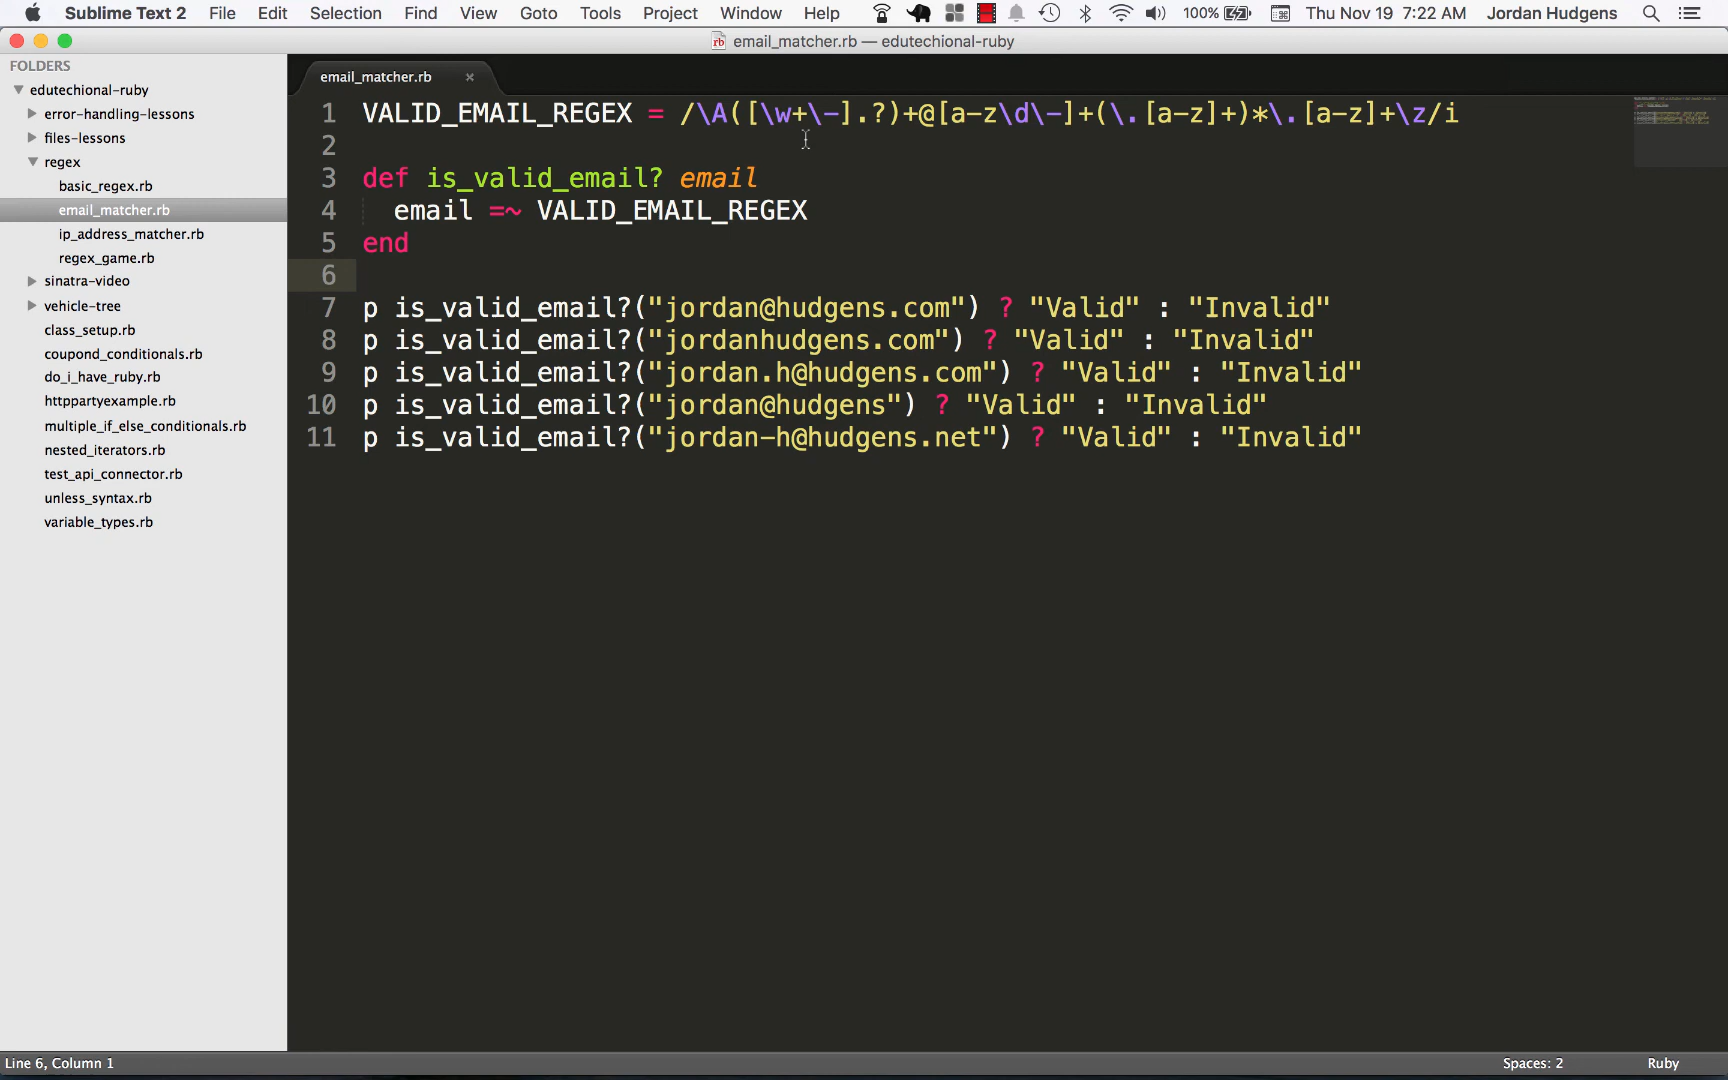 Sublime Text 2 File Edit Selection Find View Goto Tools Project Window Help 100% Thu Nov 19 7:22 AM Jordan Hudgens
email_matcher.rb — edutechional-ruby
FOLDERS
edutechional-ruby
error-handling-lessons
files-lessons
regex
basic_regex.rb
email_matcher.rb
ip_address_matcher.rb
regex_game.rb
sinatra-video
vehicle-tree
class_setup.rb
coupond_conditionals.rb
do_i_have_ruby.rb
httppartyexample.rb
multiple_if_else_conditionals.rb
nested_iterators.rb
test_api_connector.rb
unless_syntax.rb
variable_types.rb
email_matcher.rb ×
1 VALID_EMAIL_REGEX = /\A([\w+\-].?)+@[a-z\d\-]+(\.[a-z]+)*\.[a-z]+\z/i
2
3 def is_valid_email? email
4 email =~ VALID_EMAIL_REGEX
5 end
6
7 p is_valid_email?("jordan@hudgens.com") ? "Valid" : "Invalid"
8 p is_valid_email?("jordanhudgens.com") ? "Valid" : "Invalid"
9 p is_valid_email?("jordan.h@hudgens.com") ? "Valid" : "Invalid"
10 p is_valid_email?("jordan@hudgens") ? "Valid" : "Invalid"
11 p is_valid_email?("jordan-h@hudgens.net") ? "Valid" : "Invalid"
Line 6, Column 1 Spaces: 2 Ruby